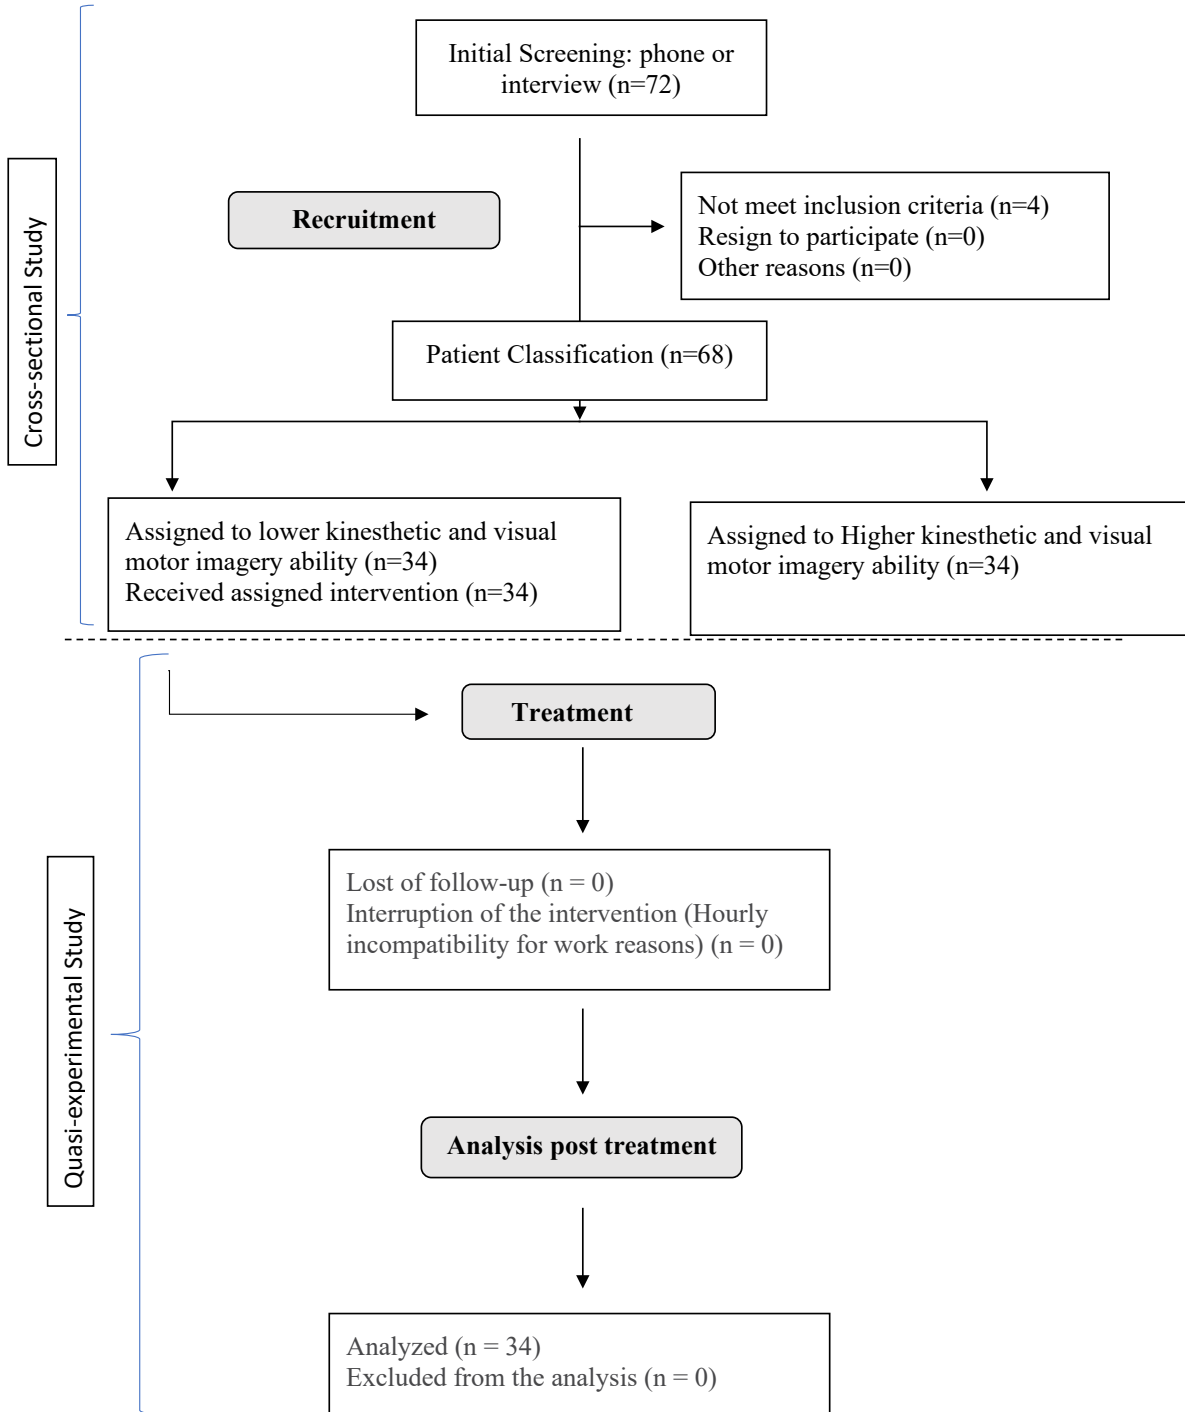 Initial Screening: phone or
interview (n=72)
Recruitment
Not meet inclusion criteria (n=4)
Resign to participate (n=0)
Other reasons (n=0)
Cross-sectional Study
Patient Classification (n=68)
Assigned to lower kinesthetic and visual
motor imagery ability (n=34)
Received assigned intervention (n=34)
Assigned to Higher kinesthetic and visual
motor imagery ability (n=34)
Treatment
Lost of follow-up (n = 0)
Interruption of the intervention (Hourly
incompatibility for work reasons) (n = 0)
Quasi-experimental Study
Analysis post treatment
Analyzed (n = 34)
Excluded from the analysis (n = 0)